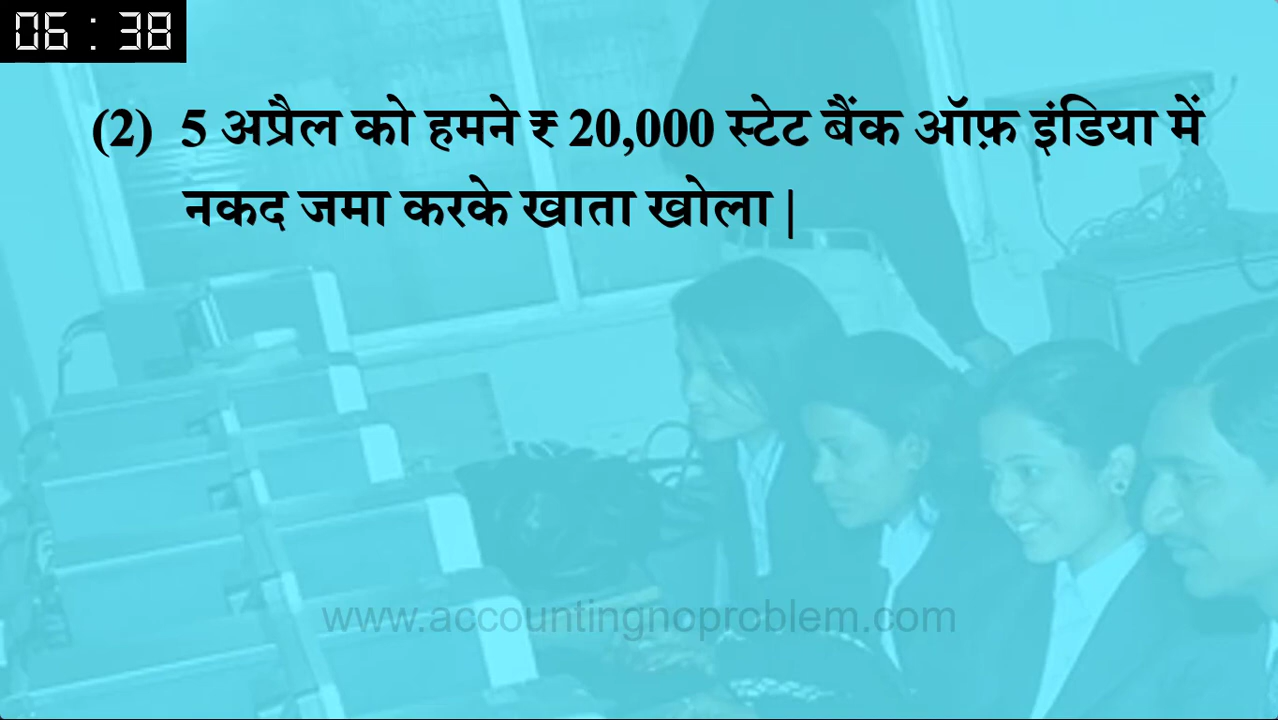 06 : 38
(2) 5 अप्रैल को हमने ₹ 20,000 स्टेट बैंक ऑफ़ इंडिया में
नकद जमा करके खाता खोला |
www.accountingnoproblem.com